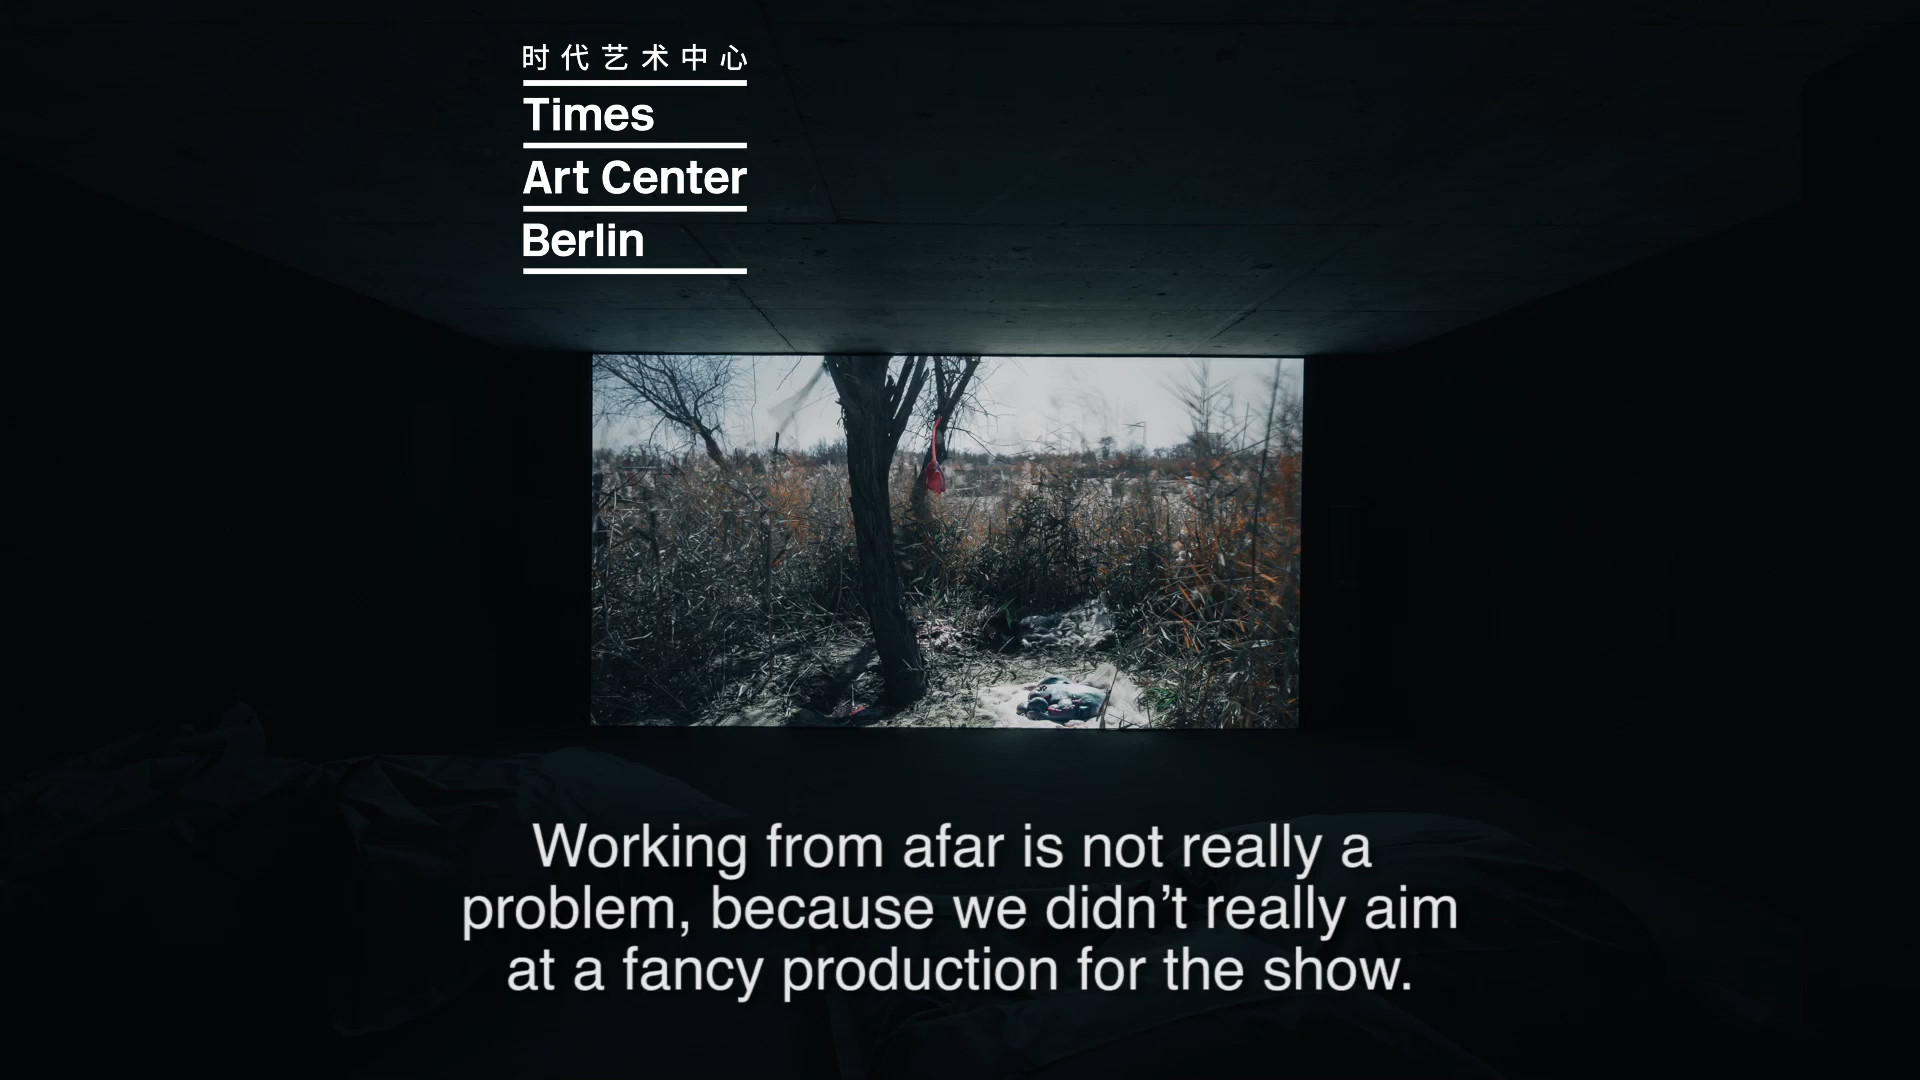 时代艺术中心
Times
Art Center
Berlin
Working from afar is not really a
problem, because we didn’t really aim
at a fancy production for the show.